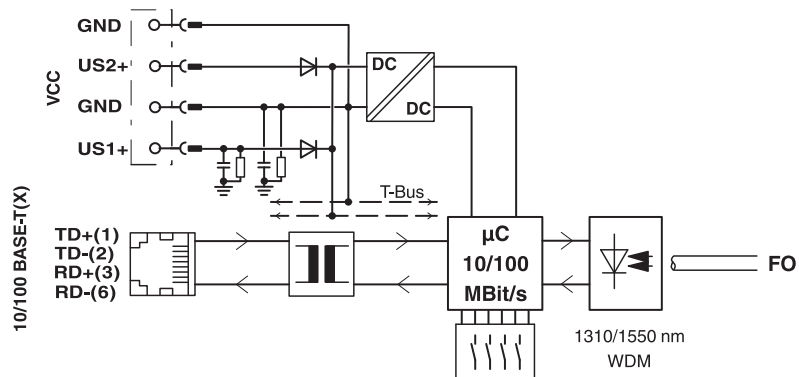 GND
US2+
VCC
GND
US1+
DC
DC
T-Bus
10/100 BASE-T(X)
TD+(1)
TD-(2)
RD+(3)
RD-(6)
µC
10/100
MBit/s
FO
1310/1550 nm
WDM